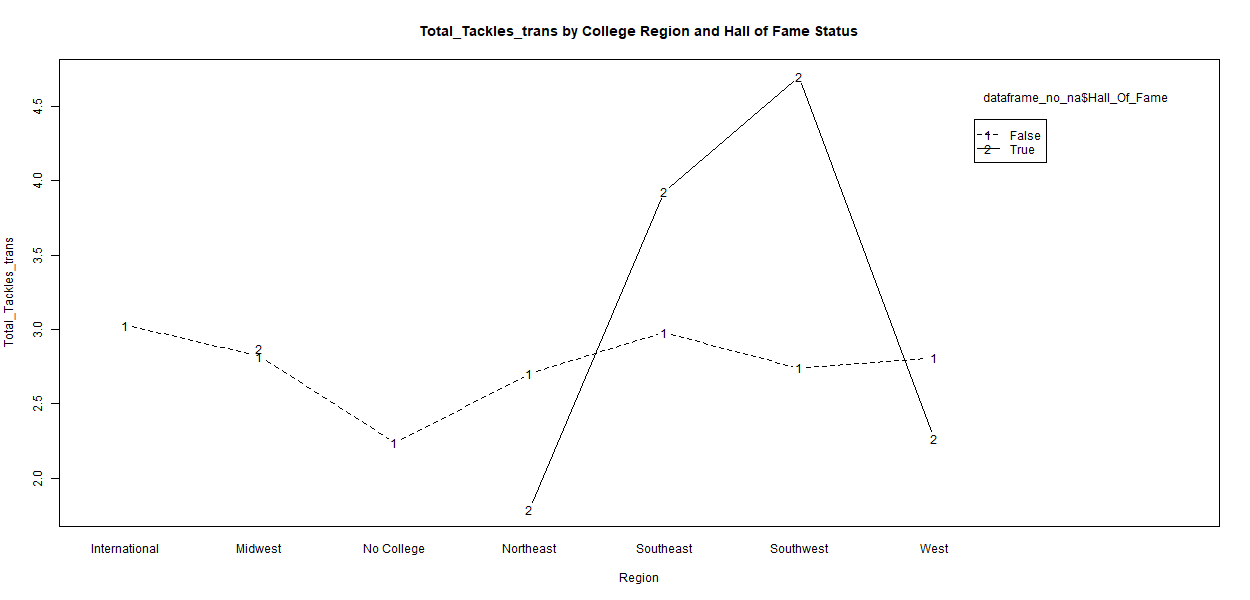 Total_Tackles_trans by College Region and Hall of Fame Status
dataframe_no_na$Hall_Of_Fame
1 False
2 True
Total_Tackles_trans
4.5
4.0
3.5
3.0
2.5
2.0
2
2
1
2
1
1
1
1
1
1
2
2
International Midwest No College Northeast Southeast Southwest West
Region